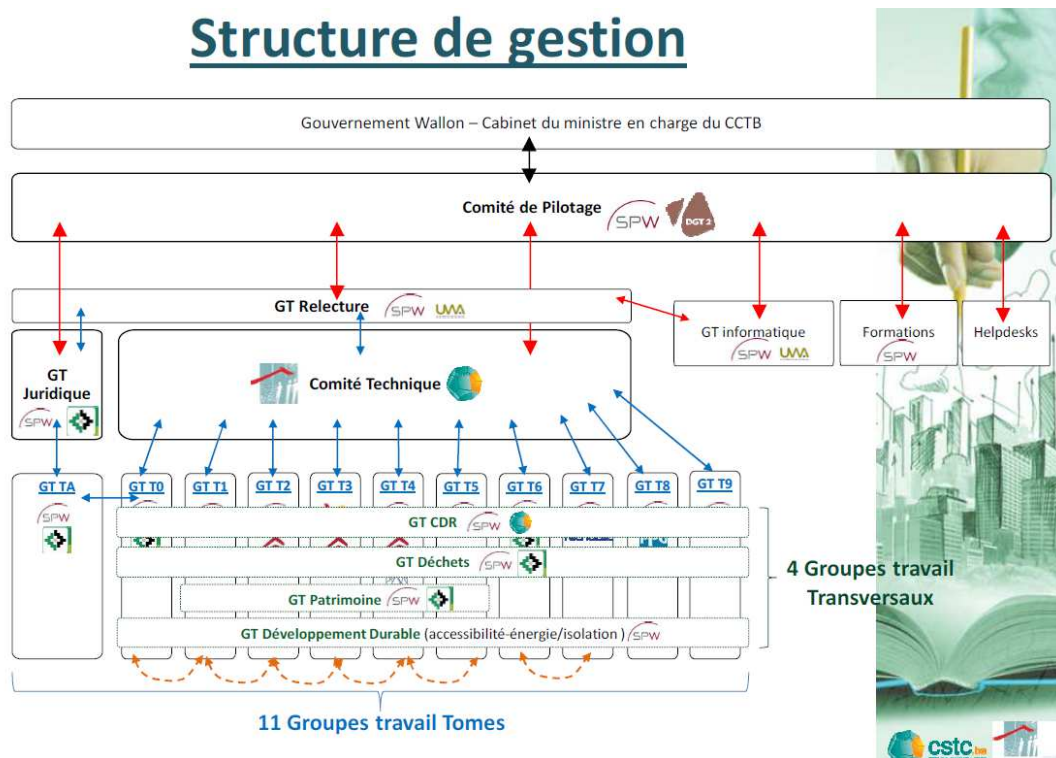 Structure de gestion
Gouvernement Wallon – Cabinet du ministre en charge du CCTB
Comité de Pilotage SPW DGT 2
GT Relecture SPW UWA
GT informatique
SPW UWA
Formations
SPW
Helpdesks
GT
Juridique
SPW
Comité Technique
GT TA
SPW
GT T0
GT T1
GT T2
GT T3
GT T4
GT T5
GT T6
GT T7
GT T8
GT T9
GT CDR SPW
GT Déchets SPW
GT Patrimoine SPW
GT Développement Durable (accessibilité-énergie/isolation ) SPW
4 Groupes travail
Transversaux
11 Groupes travail Tomes
cstc.be